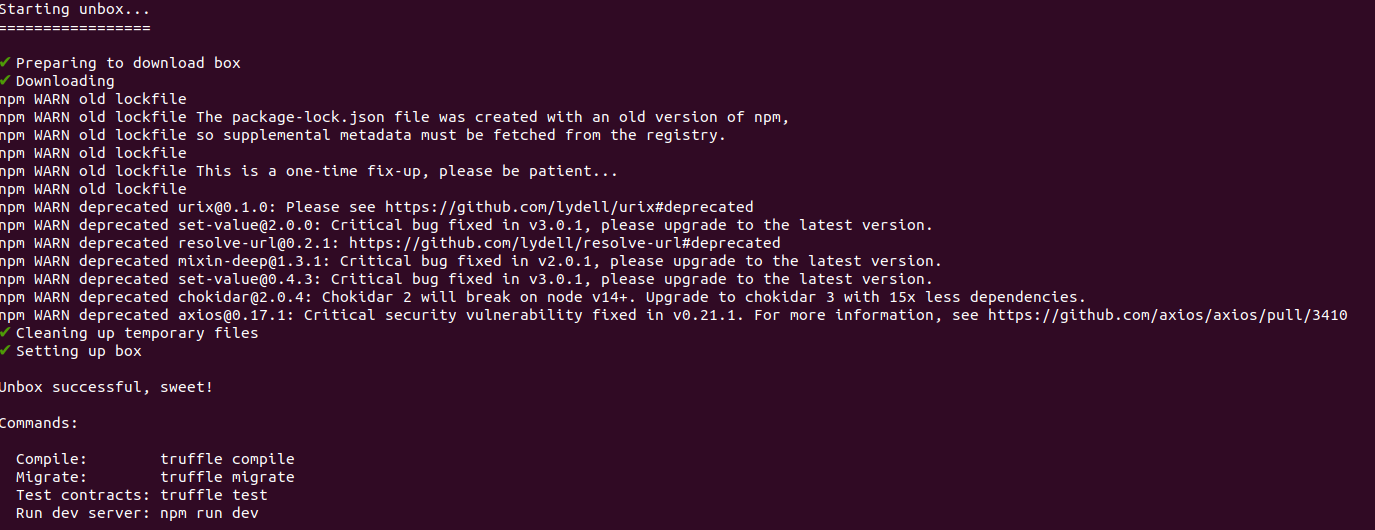 Starting unbox...
=================
✔ Preparing to download box
✔ Downloading
npm WARN old lockfile
npm WARN old lockfile The package-lock.json file was created with an old version of npm,
npm WARN old lockfile so supplemental metadata must be fetched from the registry.
npm WARN old lockfile
npm WARN old lockfile This is a one-time fix-up, please be patient...
npm WARN old lockfile
npm WARN deprecated urix@0.1.0: Please see https://github.com/lydell/urix#deprecated
npm WARN deprecated set-value@2.0.0: Critical bug fixed in v3.0.1, please upgrade to the latest version.
npm WARN deprecated resolve-url@0.2.1: https://github.com/lydell/resolve-url#deprecated
npm WARN deprecated mixin-deep@1.3.1: Critical bug fixed in v2.0.1, please upgrade to the latest version.
npm WARN deprecated set-value@0.4.3: Critical bug fixed in v3.0.1, please upgrade to the latest version.
npm WARN deprecated chokidar@2.0.4: Chokidar 2 will break on node v14+. Upgrade to chokidar 3 with 15x less dependencies.
npm WARN deprecated axios@0.17.1: Critical security vulnerability fixed in v0.21.1. For more information, see https://github.com/axios/axios/pull/3410
✔ Cleaning up temporary files
✔ Setting up box
Unbox successful, sweet!
Commands:
Compile: truffle compile
Migrate: truffle migrate
Test contracts: truffle test
Run dev server: npm run dev